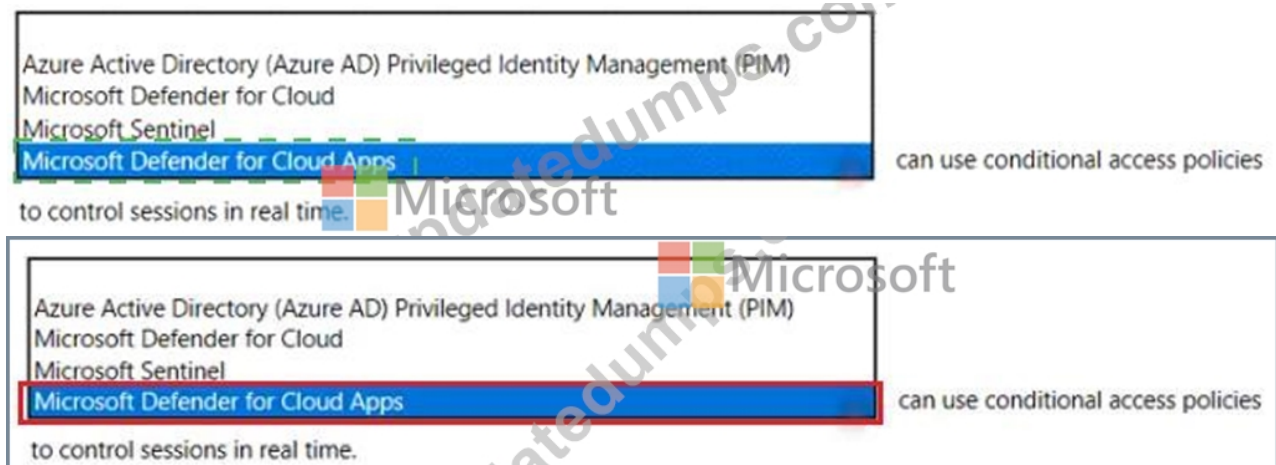 Azure Active Directory (Azure AD) Privileged Identity Management (PIM)
Microsoft Defender for Cloud
Microsoft Sentinel
Microsoft Defender for Cloud Apps can use conditional access policies
to control sessions in real time.
Microsoft
updatedumps.com
Microsoft
Azure Active Directory (Azure AD) Privileged Identity Management (PIM)
Microsoft Defender for Cloud
Microsoft Sentinel
Microsoft Defender for Cloud Apps can use conditional access policies
to control sessions in real time.